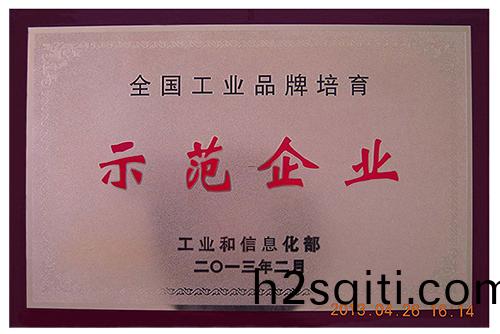 全国工业品牌培育
示范企业
工业和信息化部
二〇一三年二月
h2sqiti.com
2013.04.26 16:14